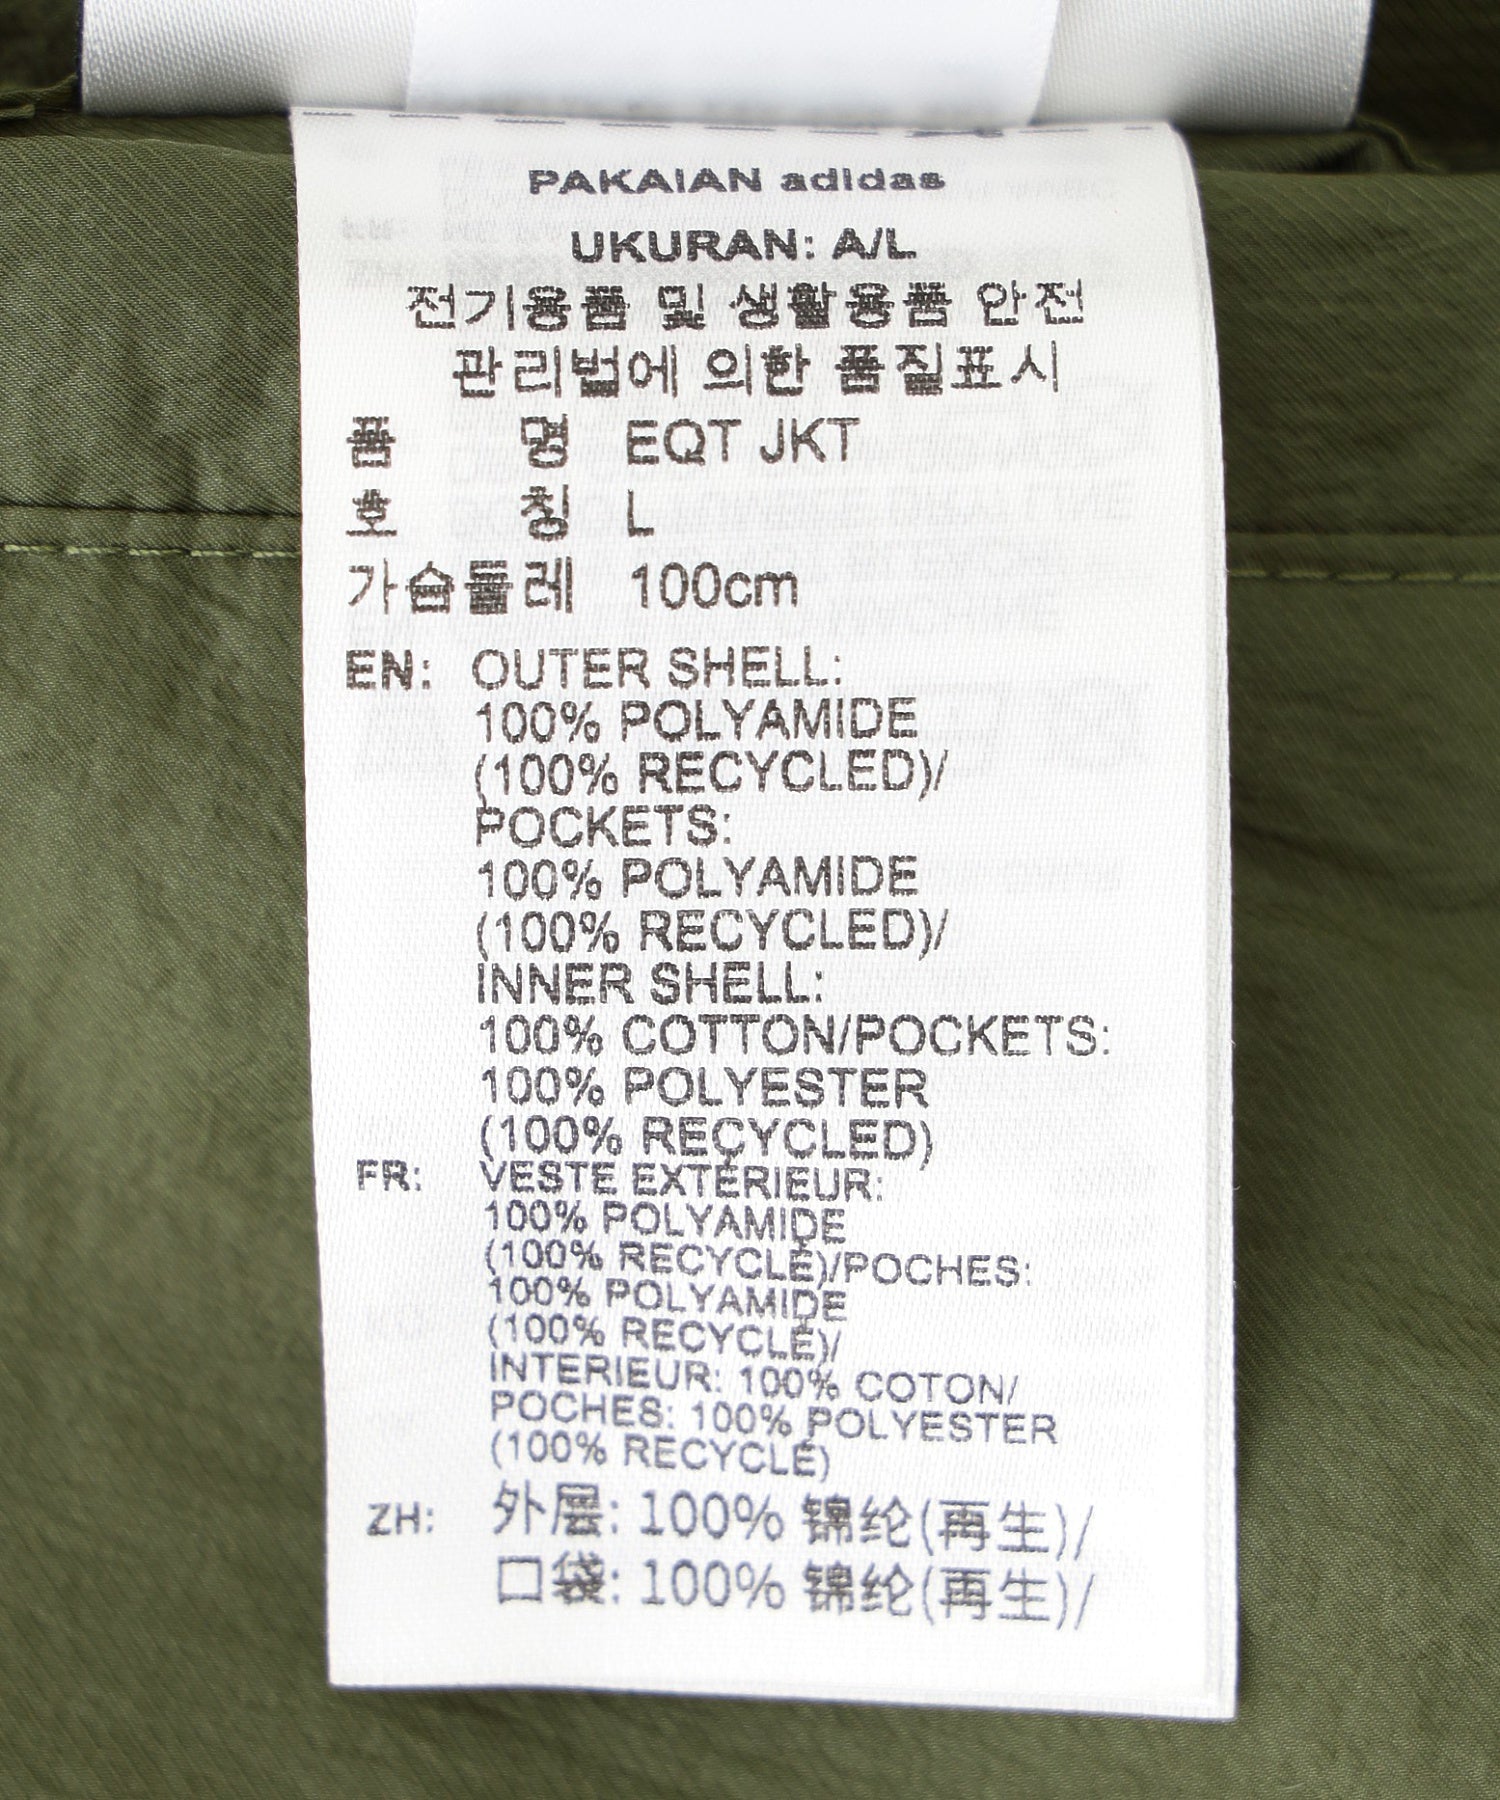 PAKAIAN adidas
UKURAN: A/L
전기용품 및 생활용품 안전
관리법에 의한 품질표시
품 명 EQT JKT
호 칭 L
가슴둘레 100cm
EN: OUTER SHELL:
100% POLYAMIDE
(100% RECYCLED)/
POCKETS:
100% POLYAMIDE
(100% RECYCLED)/
INNER SHELL:
100% COTTON/POCKETS:
100% POLYESTER
(100% RECYCLED)
FR: VESTE EXTÉRIEUR:
100% POLYAMIDE
(100% RECYCLÉ)/POCHES:
100% POLYAMIDE
(100% RECYCLÉ)/
INTERIEUR: 100% COTON/
POCHES: 100% POLYESTER
(100% RECYCLÉ)
ZH: 外层: 100% 锦纶(再生)/
口袋: 100% 锦纶(再生)/